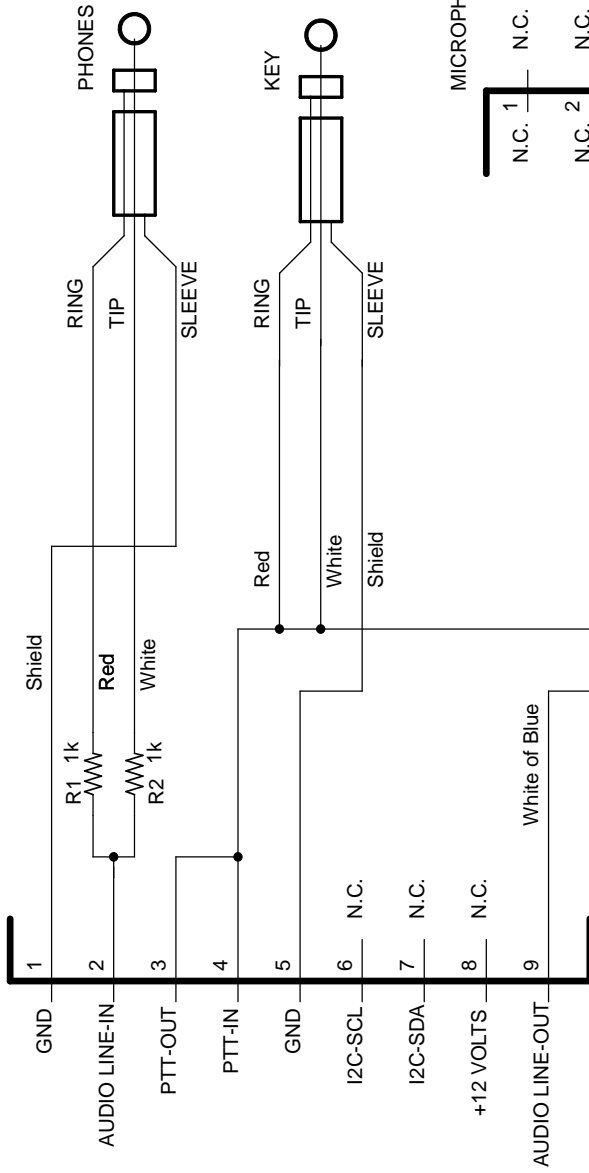 GND
1
Shield
AUDIO LINE-IN
2
R1 1k
Red
R2 1k
White
RING
TIP
SLEEVE
PHONES
PTT-OUT
3
PTT-IN
4
GND
5
Red
White
Shield
RING
TIP
SLEEVE
KEY
I2C-SCL
6
N.C.
I2C-SDA
7
N.C.
+12 VOLTS
8
N.C.
AUDIO LINE-OUT
9
White of Blue
MICROPH
N.C. 1 N.C.
N.C. 2 N.C.